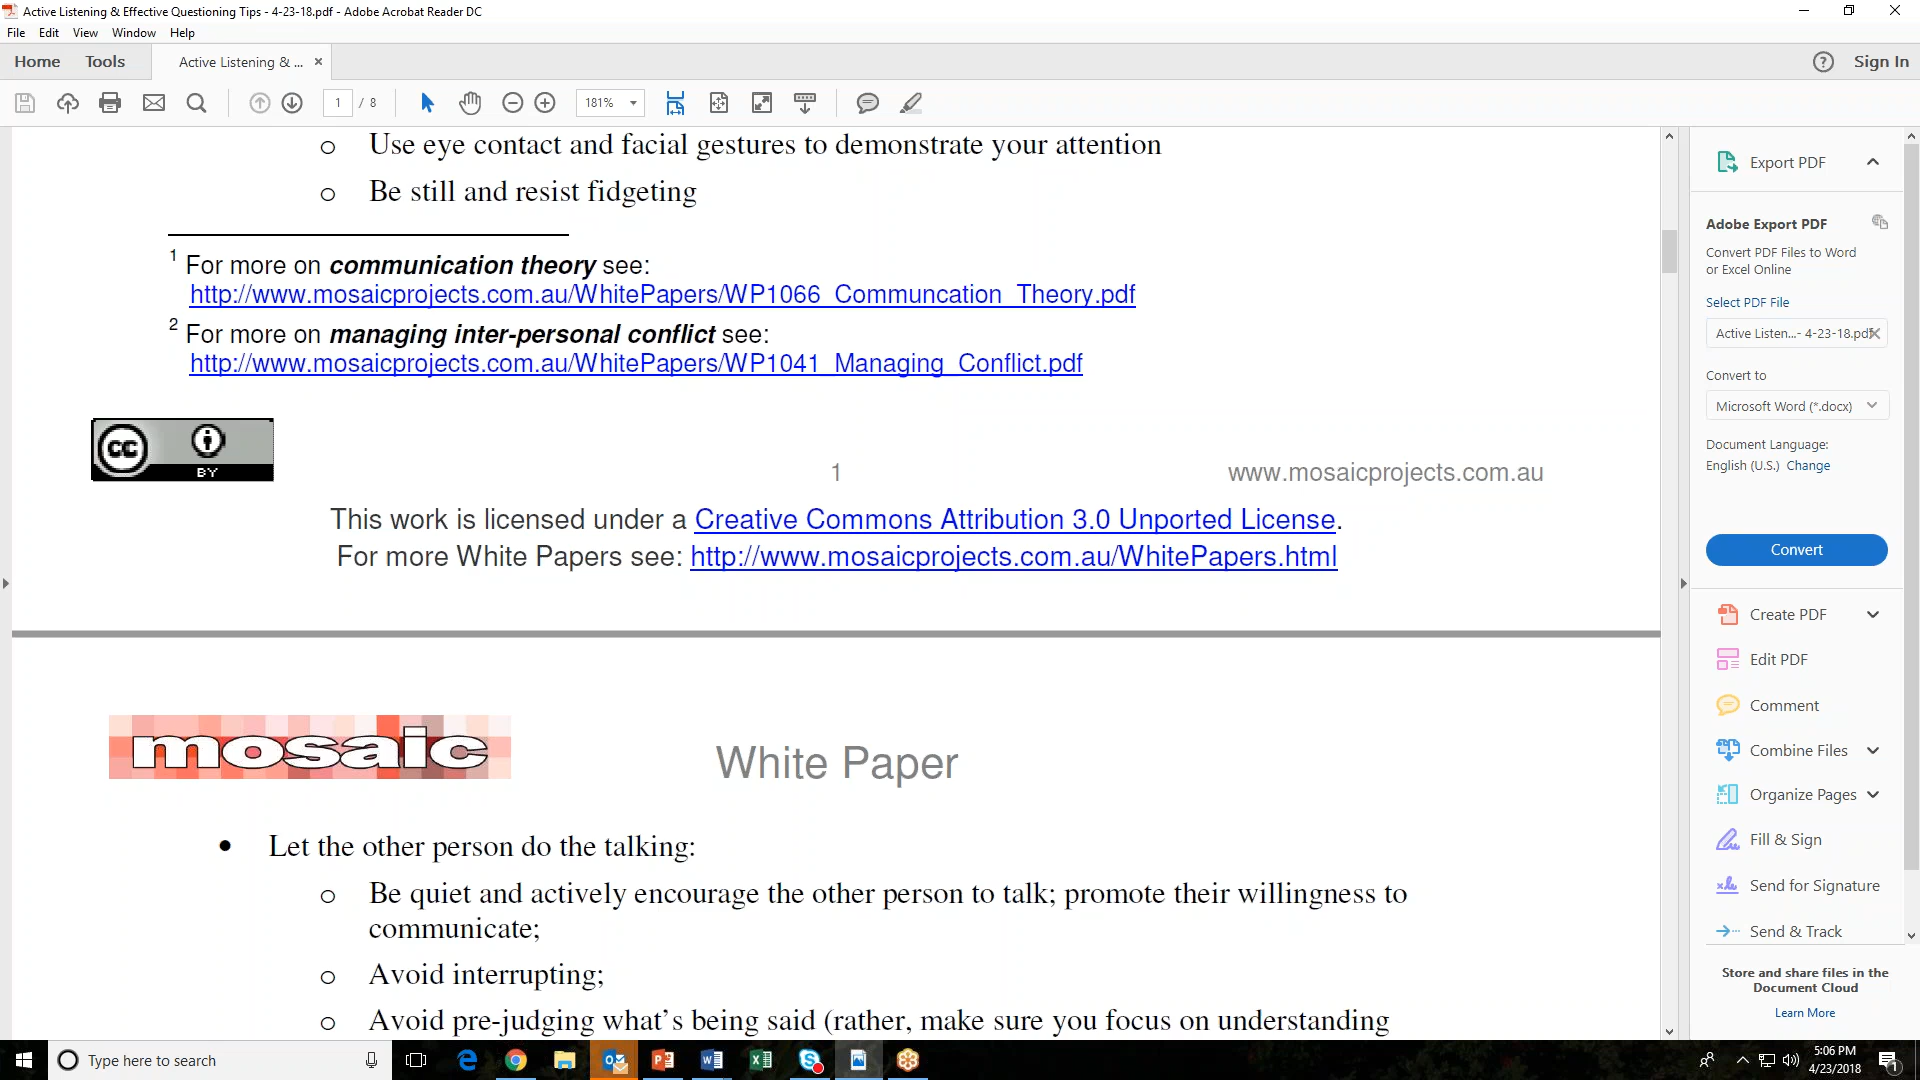 Active Listening & Effective Questioning Tips - 4-23-18.pdf - Adobe Acrobat Reader DC
File Edit View Window Help
Home Tools Active Listening & ... × ? Sign In
1 / 8 181%
o Use eye contact and facial gestures to demonstrate your attention
o Be still and resist fidgeting
1 For more on communication theory see:
http://www.mosaicprojects.com.au/WhitePapers/WP1066_Communcation_Theory.pdf
2 For more on managing inter-personal conflict see:
http://www.mosaicprojects.com.au/WhitePapers/WP1041_Managing_Conflict.pdf
cc BY
1 www.mosaicprojects.com.au
This work is licensed under a Creative Commons Attribution 3.0 Unported License.
For more White Papers see: http://www.mosaicprojects.com.au/WhitePapers.html
mosaic White Paper
• Let the other person do the talking:
o Be quiet and actively encourage the other person to talk; promote their willingness to
communicate;
o Avoid interrupting;
o Avoid pre-judging what's being said (rather, make sure you focus on understanding
Export PDF
Adobe Export PDF
Convert PDF Files to Word
or Excel Online
Select PDF File
Active Listen...- 4-23-18.pdf
Convert to
Microsoft Word (*.docx)
Document Language:
English (U.S.) Change
Convert
Create PDF
Edit PDF
Comment
Combine Files
Organize Pages
Fill & Sign
Send for Signature
Send & Track
Store and share files in the
Document Cloud
Learn More
Type here to search
5:06 PM
4/23/2018
1